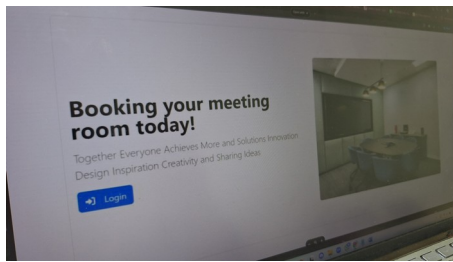 Booking your meeting
room today!
Together Everyone Achieves More and Solutions Innovation
Design Inspiration Creativity and Sharing Ideas
Login